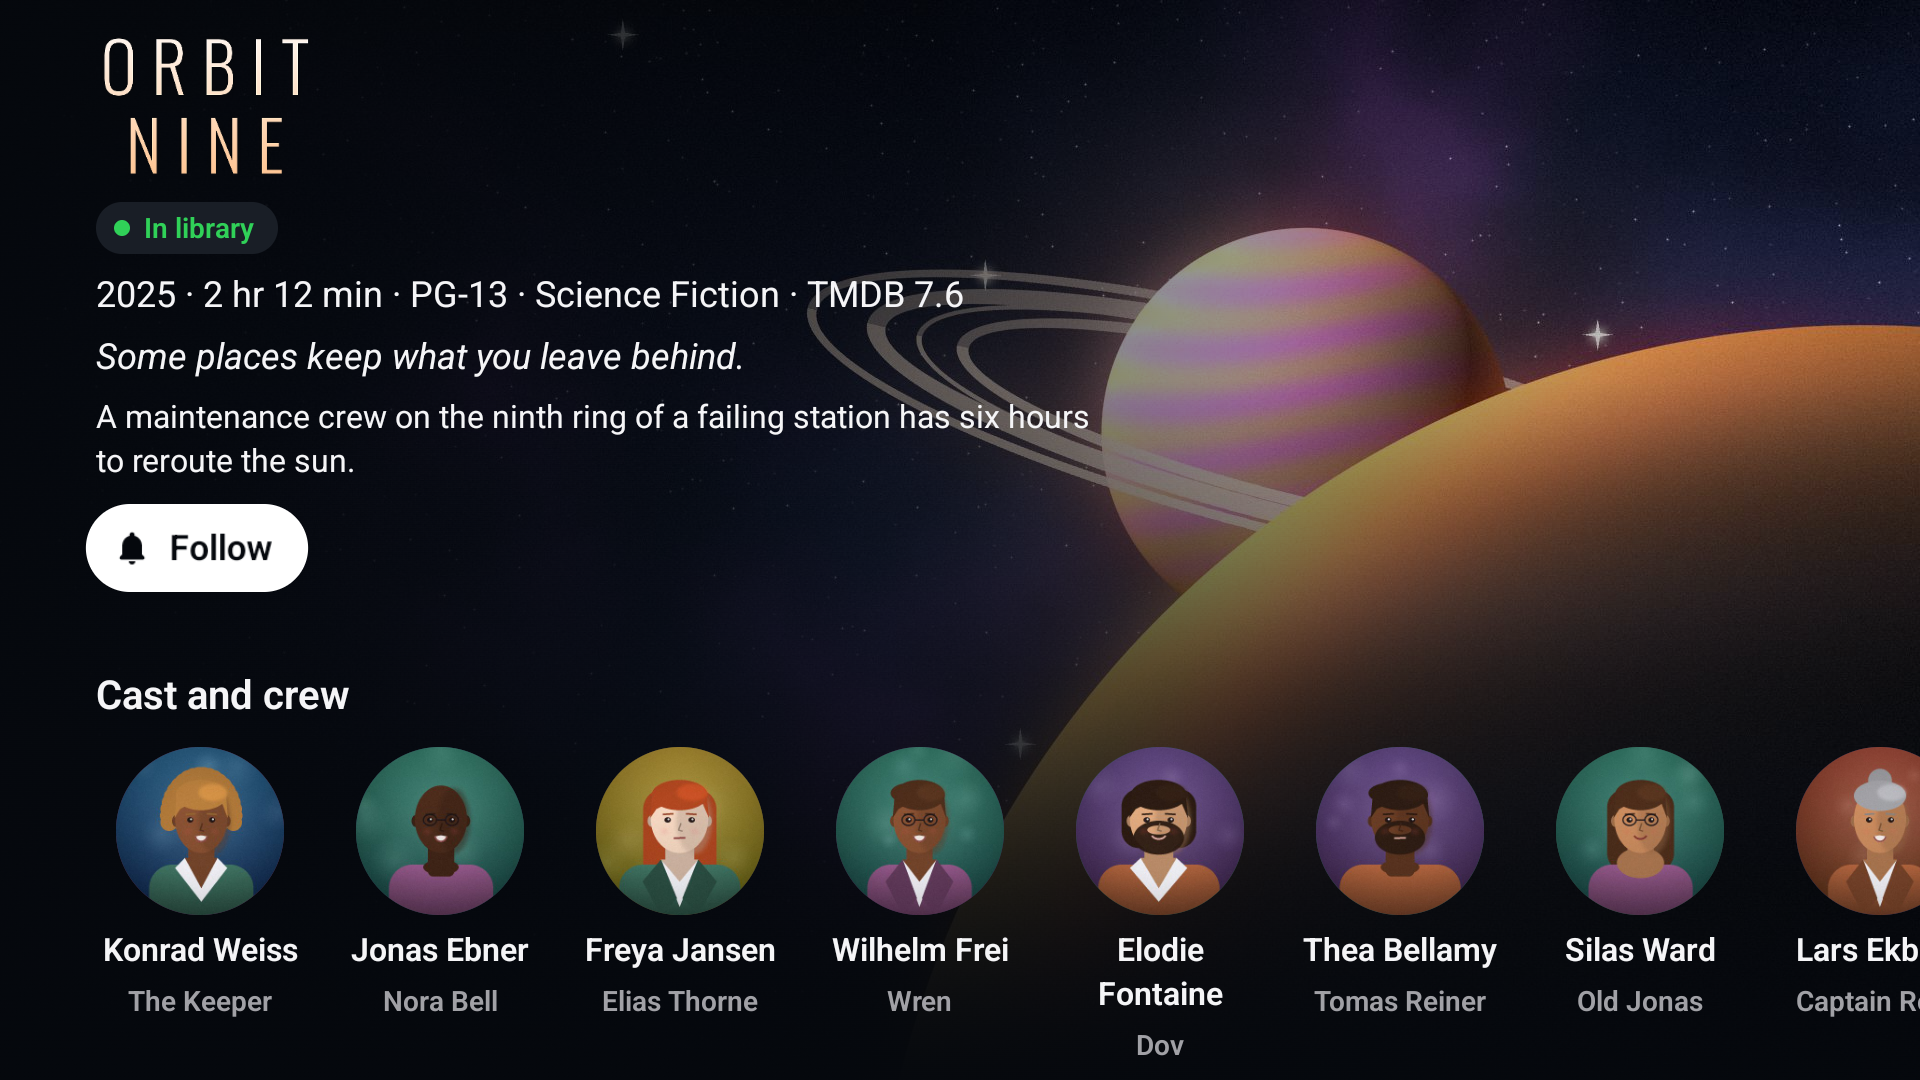 ORBIT
NINE
In library
2025 · 2 hr 12 min · PG-13 · Science Fiction · TMDB 7.6
Some places keep what you leave behind.
A maintenance crew on the ninth ring of a failing station has six hours
to reroute the sun.
Follow
Cast and crew
Konrad Weiss
The Keeper
Jonas Ebner
Nora Bell
Freya Jansen
Elias Thorne
Wilhelm Frei
Wren
Elodie
Fontaine
Dov
Thea Bellamy
Tomas Reiner
Silas Ward
Old Jonas
Lars
Captain